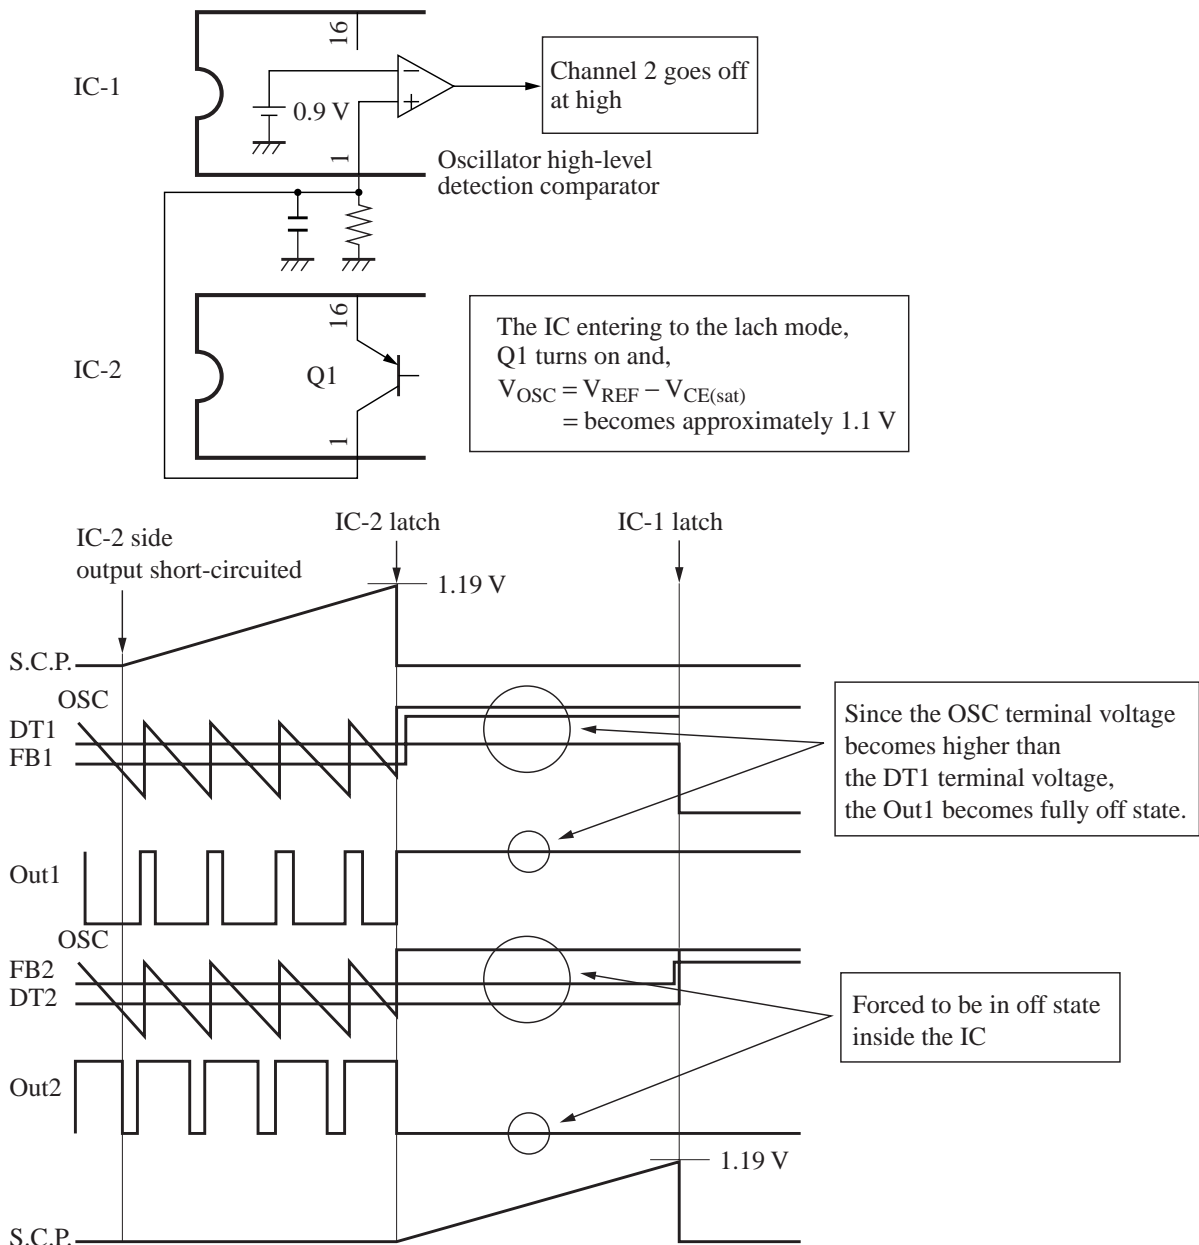 16
IC-1
0.9 V
Channel 2 goes off
at high
1
Oscillator high-level
detection comparator
16
IC-2
Q1
1
The IC entering to the lach mode,
Q1 turns on and,
V_OSC = V_REF − V_CE(sat)
= becomes approximately 1.1 V
IC-2 side
output short-circuited
IC-2 latch
IC-1 latch
1.19 V
S.C.P.
OSC
DT1
FB1
Since the OSC terminal voltage
becomes higher than
the DT1 terminal voltage,
the Out1 becomes fully off state.
Out1
OSC
FB2
DT2
Forced to be in off state
inside the IC
Out2
1.19 V
S.C.P.